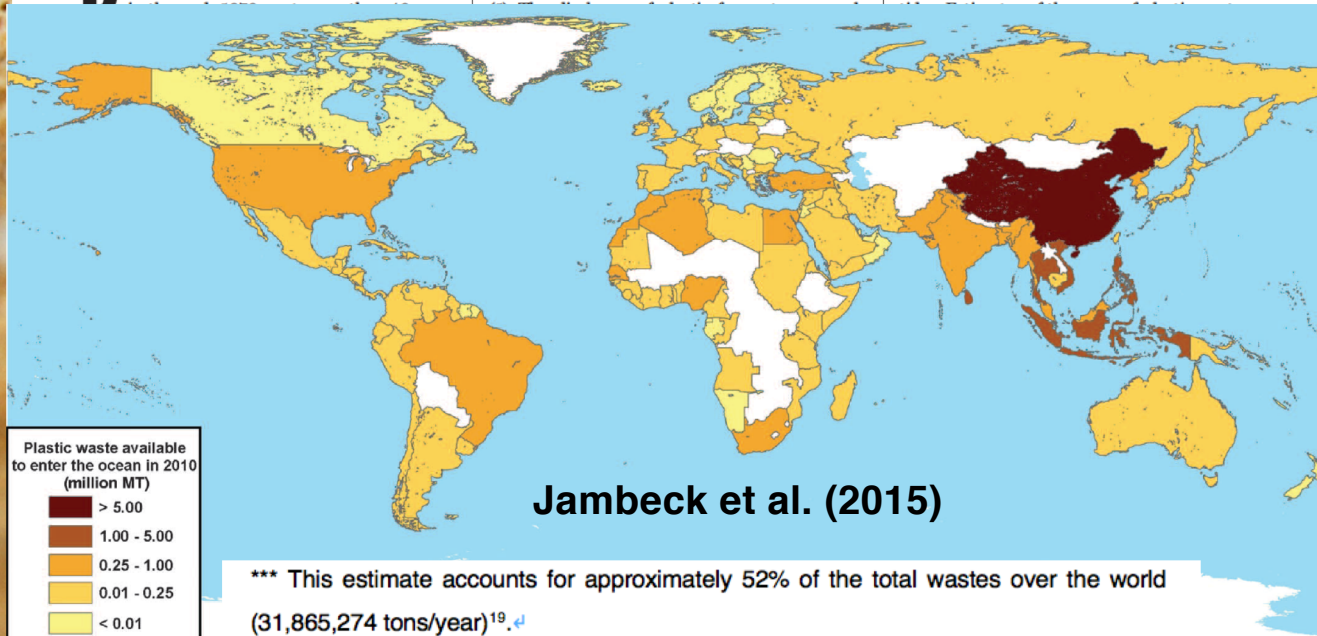 Jambeck et al. (2015)
Plastic waste available
to enter the ocean in 2010
(million MT)
> 5.00
1.00 - 5.00
0.25 - 1.00
0.01 - 0.25
< 0.01
*** This estimate accounts for approximately 52% of the total wastes over the world
(31,865,274 tons/year)19.↵